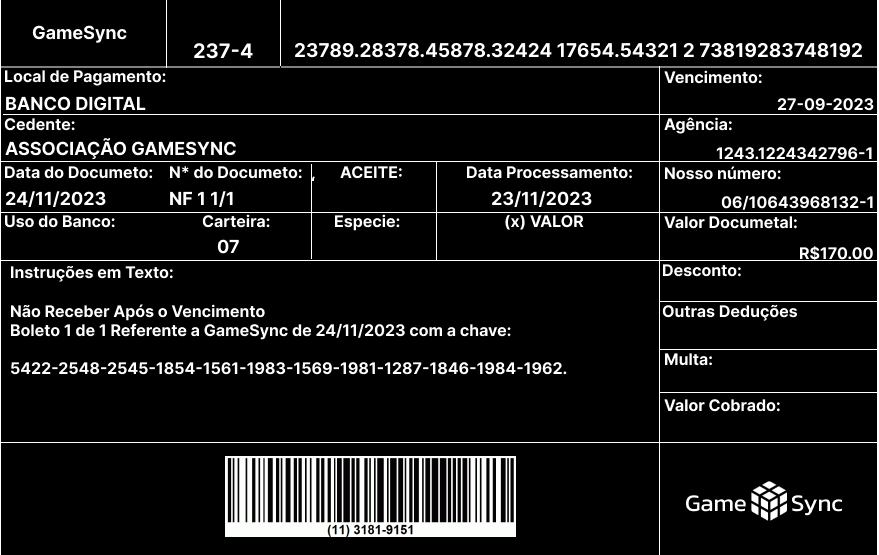 GameSync
237-4
23789.28378.45878.32424 17654.54321 2 73819283748192
Local de Pagamento:
BANCO DIGITAL
Vencimento:
27-09-2023
Cedente:
ASSOCIAÇÃO GAMESYNC
Agência:
1243.1224342796-1
Data do Documeto: N* do Documeto: , ACEITE: Data Processamento:
24/11/2023 NF 1 1/1 23/11/2023
Nosso número:
06/10643968132-1
Uso do Banco: Carteira: Especie: (x) VALOR
07
Valor Documetal:
R$170.00
Instruções em Texto:
Não Receber Após o Vencimento
Boleto 1 de 1 Referente a GameSync de 24/11/2023 com a chave:
5422-2548-2545-1854-1561-1983-1569-1981-1287-1846-1984-1962.
Desconto:
Outras Deduções
Multa:
Valor Cobrado:
(11) 3181-9151
Game Sync